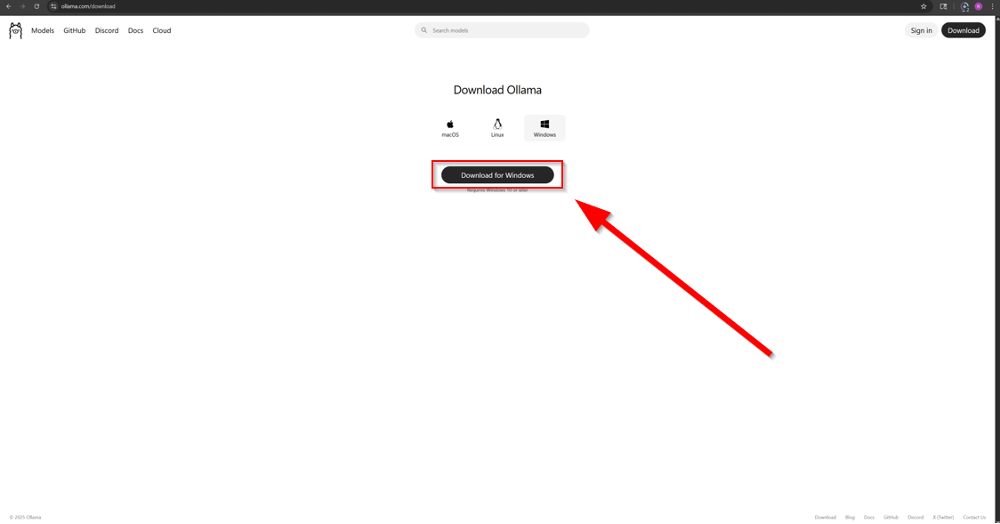 ollama.com/download
Models GitHub Discord Docs Cloud
Search models
Sign in Download
Download Ollama
macOS Linux Windows
Download for Windows
Requires Windows 10 or later
© 2025 Ollama
Download Blog Docs GitHub Discord X (Twitter) Contact Us